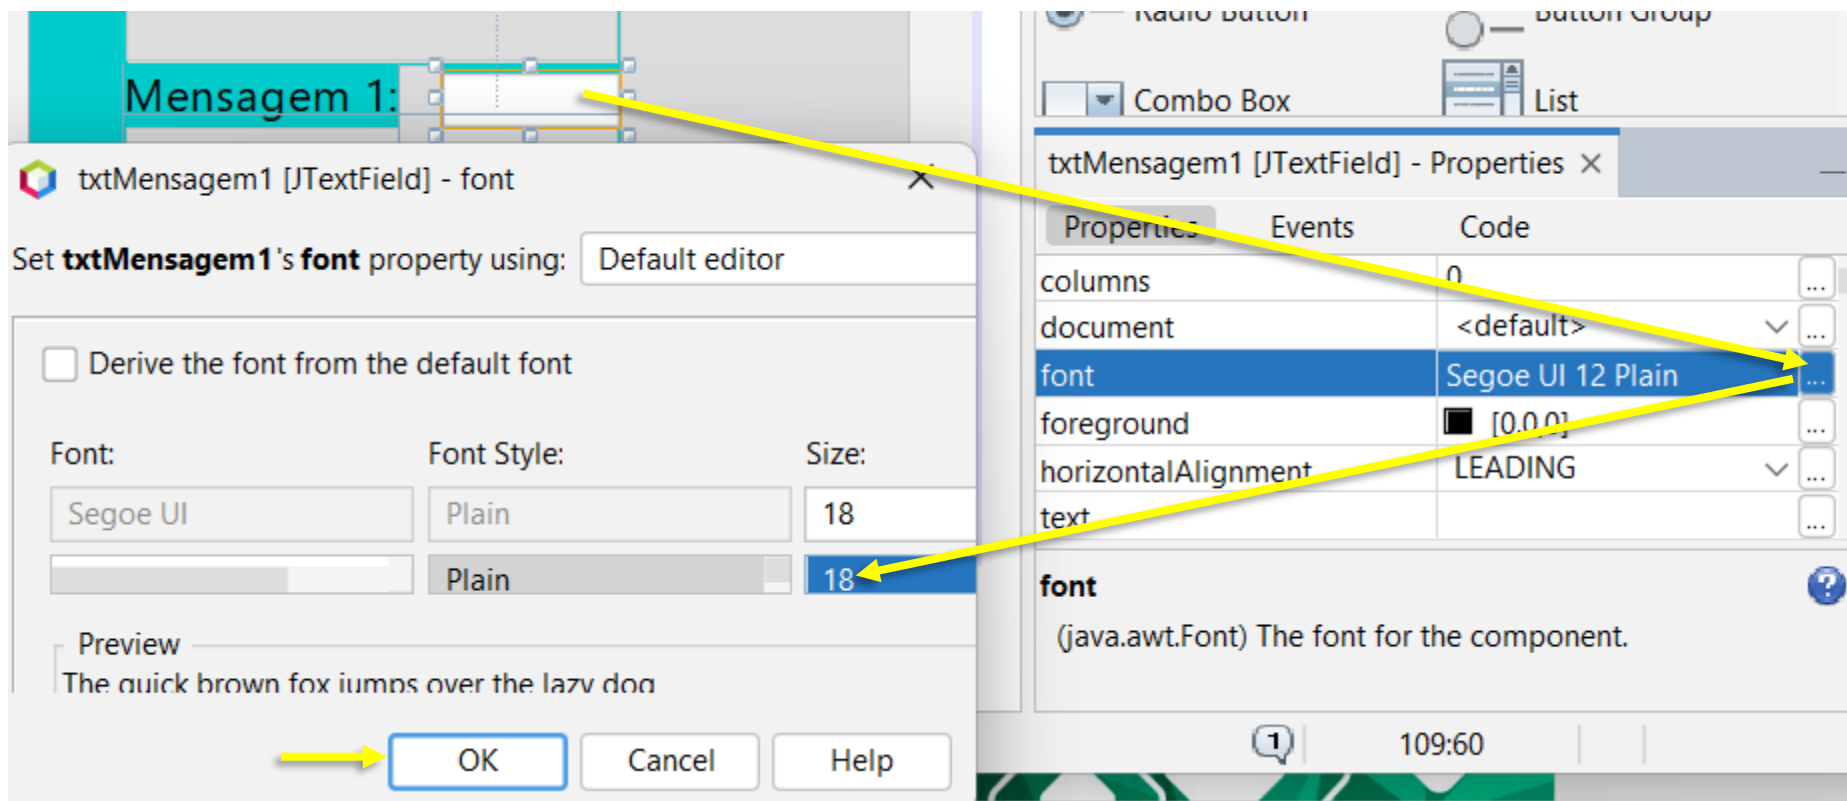 Radio Button
Button Group
Mensagem 1:
Combo Box
List
txtMensagem1 [JTextField] - font
txtMensagem1 [JTextField] - Properties
Properties
Events
Code
Set txtMensagem1's font property using:
Default editor
columns
0
...
document
<default>
...
Derive the font from the default font
font
Segoe UI 12 Plain
...
foreground
[0,0,0]
...
Font:
Font Style:
Size:
horizontalAlignment
LEADING
...
Segoe UI
Plain
18
text
...
Plain
18
font
?
(java.awt.Font) The font for the component.
Preview
The quick brown fox jumps over the lazy dog
OK
Cancel
Help
1
109:60